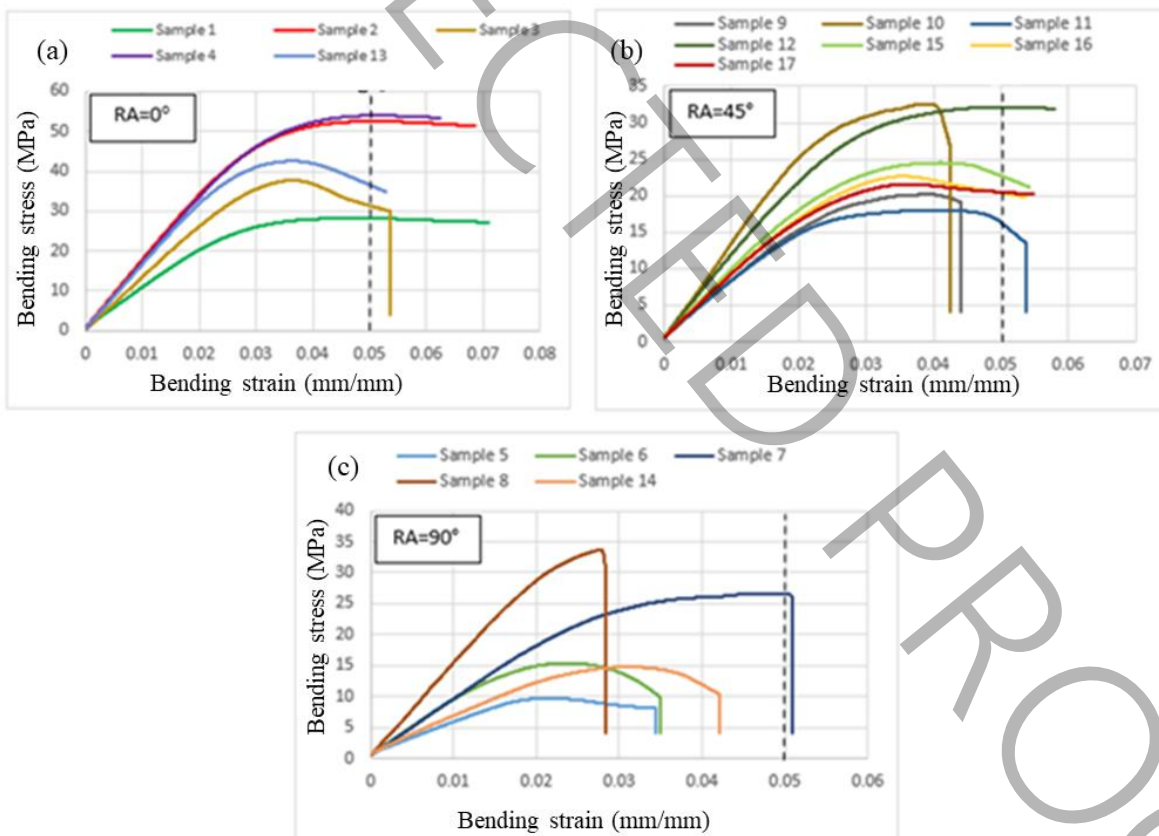 (a)
Sample 1 Sample 2 Sample 3
Sample 4 Sample 13
RA=0°
60
50
40
30
20
10
0
Bending stress (MPa)
0 0.01 0.02 0.03 0.04 0.05 0.06 0.07 0.08
Bending strain (mm/mm)
(b)
Sample 9 Sample 10 Sample 11
Sample 12 Sample 15 Sample 16
Sample 17
RA=45°
35
30
25
20
15
10
5
0
Bending stress (MPa)
0 0.01 0.02 0.03 0.04 0.05 0.06 0.07
Bending strain (mm/mm)
(c)
Sample 5 Sample 6 Sample 7
Sample 8 Sample 14
RA=90°
40
35
30
25
20
15
10
5
0
Bending stress (MPa)
0 0.01 0.02 0.03 0.04 0.05 0.06
Bending strain (mm/mm)
CTED PRO